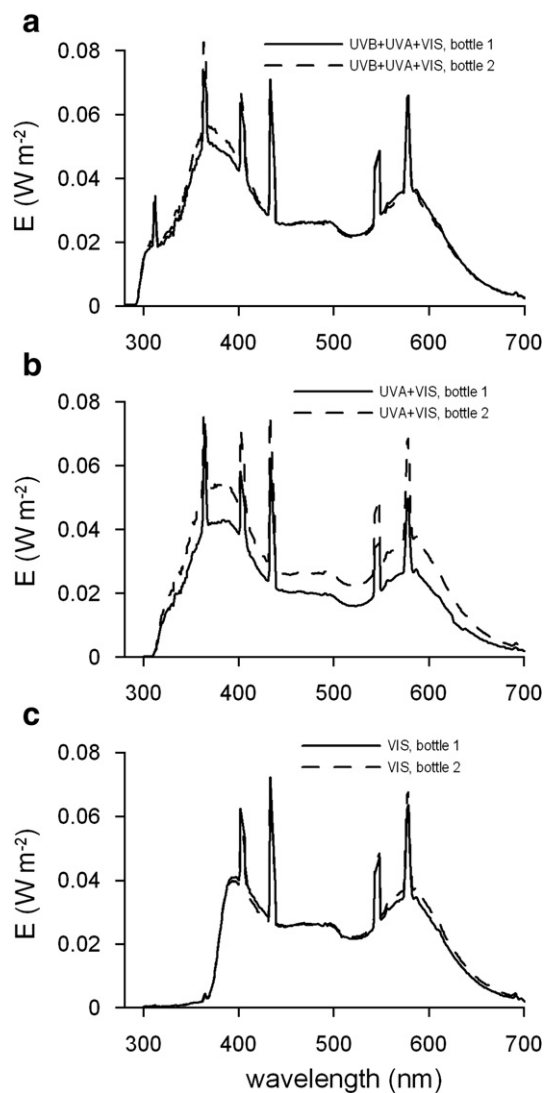 a
UVB+UVA+VIS, bottle 1
UVB+UVA+VIS, bottle 2
E (W m-2)
0.08
0.06
0.04
0.02
0
300 400 500 600 700
b
UVA+VIS, bottle 1
UVA+VIS, bottle 2
E (W m-2)
0.08
0.06
0.04
0.02
0
300 400 500 600 700
c
VIS, bottle 1
VIS, bottle 2
E (W m-2)
0.08
0.06
0.04
0.02
0
300 400 500 600 700
wavelength (nm)